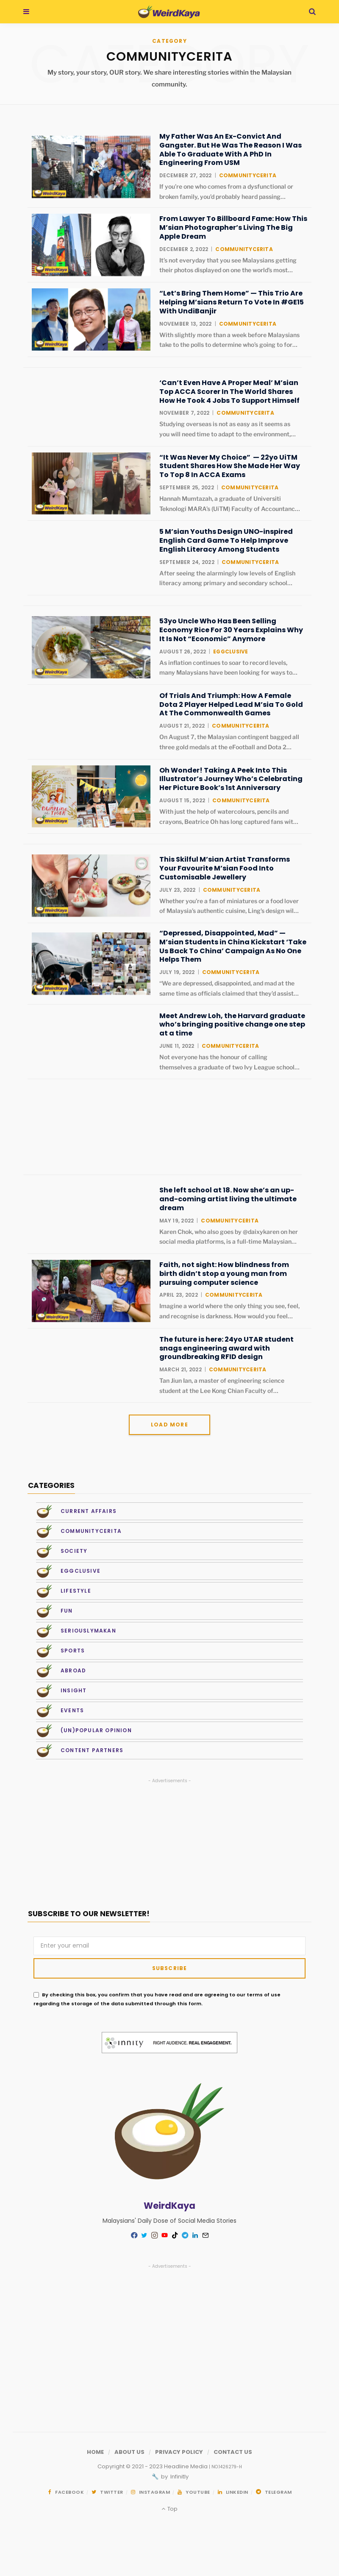 WeirdKaya
CATEGORY
COMMUNITYCERITA
My story, your story, OUR story. We share interesting stories within the Malaysian
community.
My Father Was An Ex-Convict And
Gangster. But He Was The Reason I Was
Able To Graduate With A PhD In
Engineering From USM
DECEMBER 27, 2022 | COMMUNITYCERITA
If you're one who comes from a dysfunctional or
broken family, you'd probably heard passing...
From Lawyer To Billboard Fame: How This
M'sian Photographer's Living The Big
Apple Dream
DECEMBER 2, 2022 | COMMUNITYCERITA
It's not everyday that you see Malaysians getting
their photos displayed on one the world's most...
“Let's Bring Them Home” — This Trio Are
Helping M'sians Return To Vote In #GE15
With UndiBanjir
NOVEMBER 13, 2022 | COMMUNITYCERITA
With slightly more than a week before Malaysians
take to the polls to determine who's going to for...
‘Can't Even Have A Proper Meal’ M'sian
Top ACCA Scorer In The World Shares
How He Took 4 Jobs To Support Himself
NOVEMBER 7, 2022 | COMMUNITYCERITA
Studying overseas is not as easy as it seems as
you will need time to adapt to the environment,...
“It Was Never My Choice” — 22yo UiTM
Student Shares How She Made Her Way
To Top 8 In ACCA Exams
SEPTEMBER 25, 2022 | COMMUNITYCERITA
Hannah Mumtazah, a graduate of Universiti
Teknologi MARA's (UiTM) Faculty of Accountanc...
5 M'sian Youths Design UNO-inspired
English Card Game To Help Improve
English Literacy Among Students
SEPTEMBER 24, 2022 | COMMUNITYCERITA
After seeing the alarmingly low levels of English
literacy among primary and secondary school...
53yo Uncle Who Has Been Selling
Economy Rice For 30 Years Explains Why
It Is Not “Economic” Anymore
AUGUST 26, 2022 | EGGCLUSIVE
As inflation continues to soar to record levels,
many Malaysians have been looking for ways to...
Of Trials And Triumph: How A Female
Dota 2 Player Helped Lead M'sia To Gold
At The Commonwealth Games
AUGUST 21, 2022 | COMMUNITYCERITA
On August 7, the Malaysian contingent bagged all
three gold medals at the eFootball and Dota 2...
Oh Wonder! Taking A Peek Into This
Illustrator's Journey Who's Celebrating
Her Picture Book's 1st Anniversary
AUGUST 15, 2022 | COMMUNITYCERITA
With just the help of watercolours, pencils and
crayons, Beatrice Oh has long captured fans wit...
This Skilful M'sian Artist Transforms
Your Favourite M'sian Food Into
Customisable Jewellery
JULY 23, 2022 | COMMUNITYCERITA
Whether you're a fan of miniatures or a food lover
of Malaysia's authentic cuisine, Ling's design wil...
“Depressed, Disappointed, Mad” —
M'sian Students in China Kickstart ‘Take
Us Back To China’ Campaign As No One
Helps Them
JULY 19, 2022 | COMMUNITYCERITA
“We are depressed, disappointed, and mad at the
same time as officials claimed that they'd assist...
Meet Andrew Loh, the Harvard graduate
who's bringing positive change one step
at a time
JUNE 11, 2022 | COMMUNITYCERITA
Not everyone has the honour of calling
themselves a graduate of two Ivy League school...
She left school at 18. Now she's an up-
and-coming artist living the ultimate
dream
MAY 19, 2022 | COMMUNITYCERITA
Karen Chok, who also goes by @daixykaren on her
social media platforms, is a full-time Malaysian...
Faith, not sight: How blindness from
birth didn't stop a young man from
pursuing computer science
APRIL 23, 2022 | COMMUNITYCERITA
Imagine a world where the only thing you see, feel,
and recognise is darkness. How would you feel...
The future is here: 24yo UTAR student
snags engineering award with
groundbreaking RFID design
MARCH 21, 2022 | COMMUNITYCERITA
Tan Jiun Ian, a master of engineering science
student at the Lee Kong Chian Faculty of...
LOAD MORE
CATEGORIES
CURRENT AFFAIRS
COMMUNITYCERITA
SOCIETY
EGGCLUSIVE
LIFESTYLE
FUN
SERIOUSLYMAKAN
SPORTS
ABROAD
INSIGHT
EVENTS
(UN)POPULAR OPINION
CONTENT PARTNERS
- Advertisements -
SUBSCRIBE TO OUR NEWSLETTER!
Enter your email
SUBSCRIBE
By checking this box, you confirm that you have read and are agreeing to our terms of use
regarding the storage of the data submitted through this form.
innity RIGHT AUDIENCE. REAL ENGAGEMENT.
WeirdKaya
Malaysians' Daily Dose of Social Media Stories
- Advertisements -
HOME / ABOUT US / PRIVACY POLICY / CONTACT US
Copyright © 2021 - 2023 Headline Media
by Infinity
FACEBOOK TWITTER INSTAGRAM YOUTUBE LINKEDIN TELEGRAM
Top